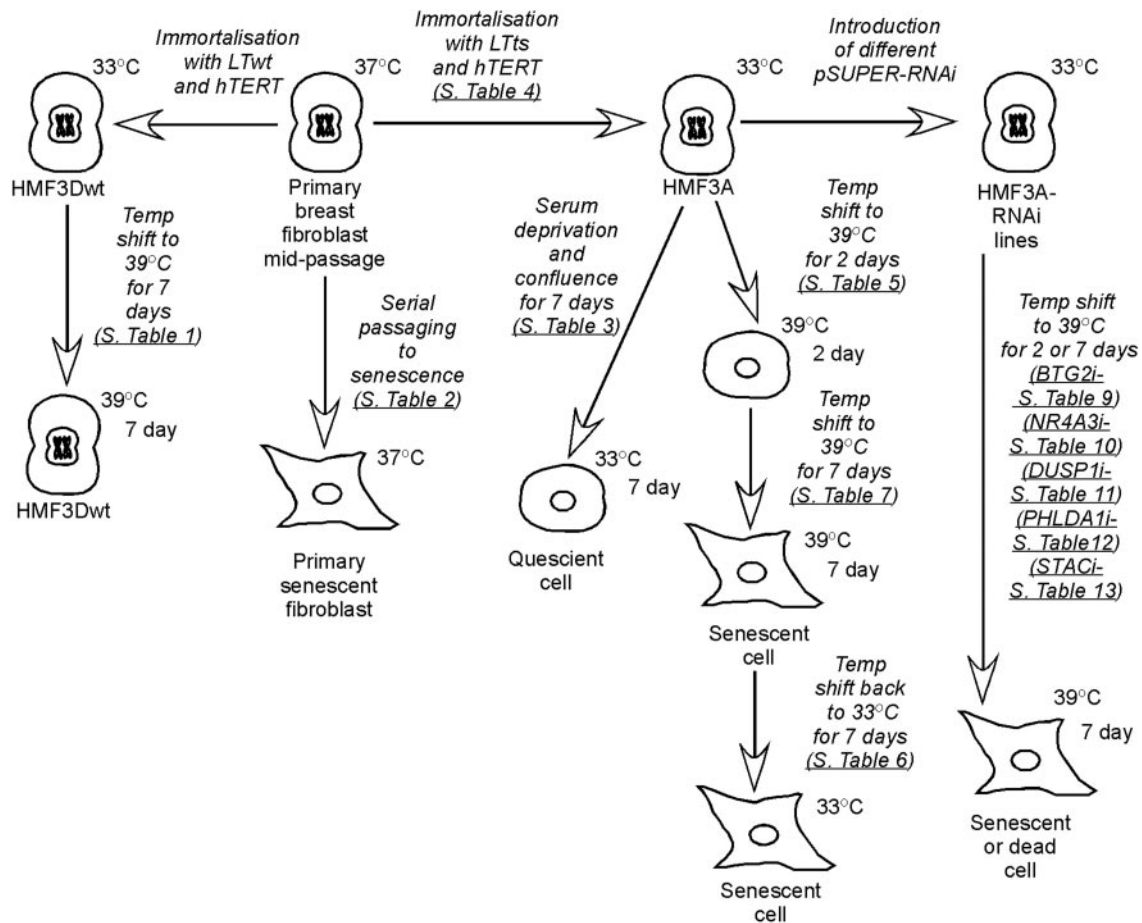 Immortalisation
with LTwt
and hTERT
Immortalisation
with LTts
and hTERT
(S. Table 4)
Introduction
of different
pSUPER-RNAi
33°C
37°C
33°C
33°C
HMF3Dwt
Primary
breast
fibroblast
mid-passage
HMF3A
HMF3A-
RNAi
lines
Temp
shift to
39°C
for 7
days
(S. Table 1)
Serial
passaging
to
senescence
(S. Table 2)
Serum
deprivation
and
confluence
for 7 days
(S. Table 3)
Temp
shift to
39°C
for 2 days
(S. Table 5)
Temp shift
to 39°C
for 2 or 7 days
(BTG2i-
S. Table 9)
(NR4A3i-
S. Table 10)
(DUSP1i-
S. Table 11)
(PHLDA1i-
S. Table12)
(STACi-
S. Table 13)
39°C
7 day
HMF3Dwt
37°C
Primary
senescent
fibroblast
33°C
7 day
Quescient
cell
39°C
2 day
Temp
shift to
39°C
for 7 days
(S. Table 7)
39°C
7 day
Senescent
cell
Temp
shift back
to 33°C
for 7 days
(S. Table 6)
33°C
Senescent
cell
39°C
7 day
Senescent
or dead
cell